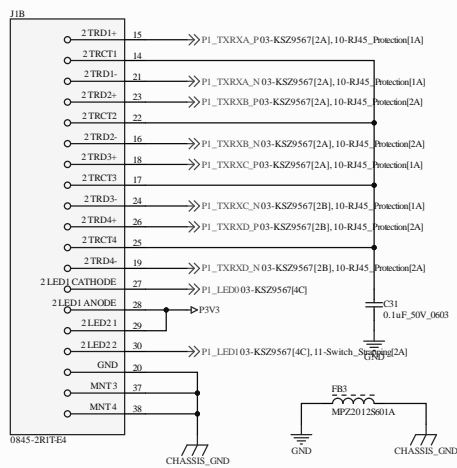 J1B
2 TRD1+ 15 P1_TXRXA_P 03-KSZ9567[2A], 10-RJ45_Protection[1A]
2 TRCT1 14
2 TRD1- 21 P1_TXRXA_N 03-KSZ9567[2A], 10-RJ45_Protection[1A]
2 TRD2+ 23 P1_TXRXB_P 03-KSZ9567[2A], 10-RJ45_Protection[2A]
2 TRCT2 22
2 TRD2- 16 P1_TXRXB_N 03-KSZ9567[2A], 10-RJ45_Protection[2A]
2 TRD3+ 18 P1_TXRXC_P 03-KSZ9567[2A], 10-RJ45_Protection[1A]
2 TRCT3 17
2 TRD3- 24 P1_TXRXC_N 03-KSZ9567[2B], 10-RJ45_Protection[1A]
2 TRD4+ 26 P1_TXRXD_P 03-KSZ9567[2B], 10-RJ45_Protection[2A]
2 TRCT4 25
2 TRD4- 19 P1_TXRXD_N 03-KSZ9567[2B], 10-RJ45_Protection[2A]
2 LED1 CATHODE 27 P1_LED0 03-KSZ9567[4C]
2 LED1 ANODE 28 P3V3
2 LED2 1 29
C31
0.1uF_50V_0603
2 LED2 2 30 P1_LED1 03-KSZ9567[4C], 11-Switch_Strapping[2A]
GND
GND 20
MNT3 37
MNT4 38
0845-2R1T-E4
CHASSIS_GND
FB3
MPZ2012S601A
GND
CHASSIS_GND